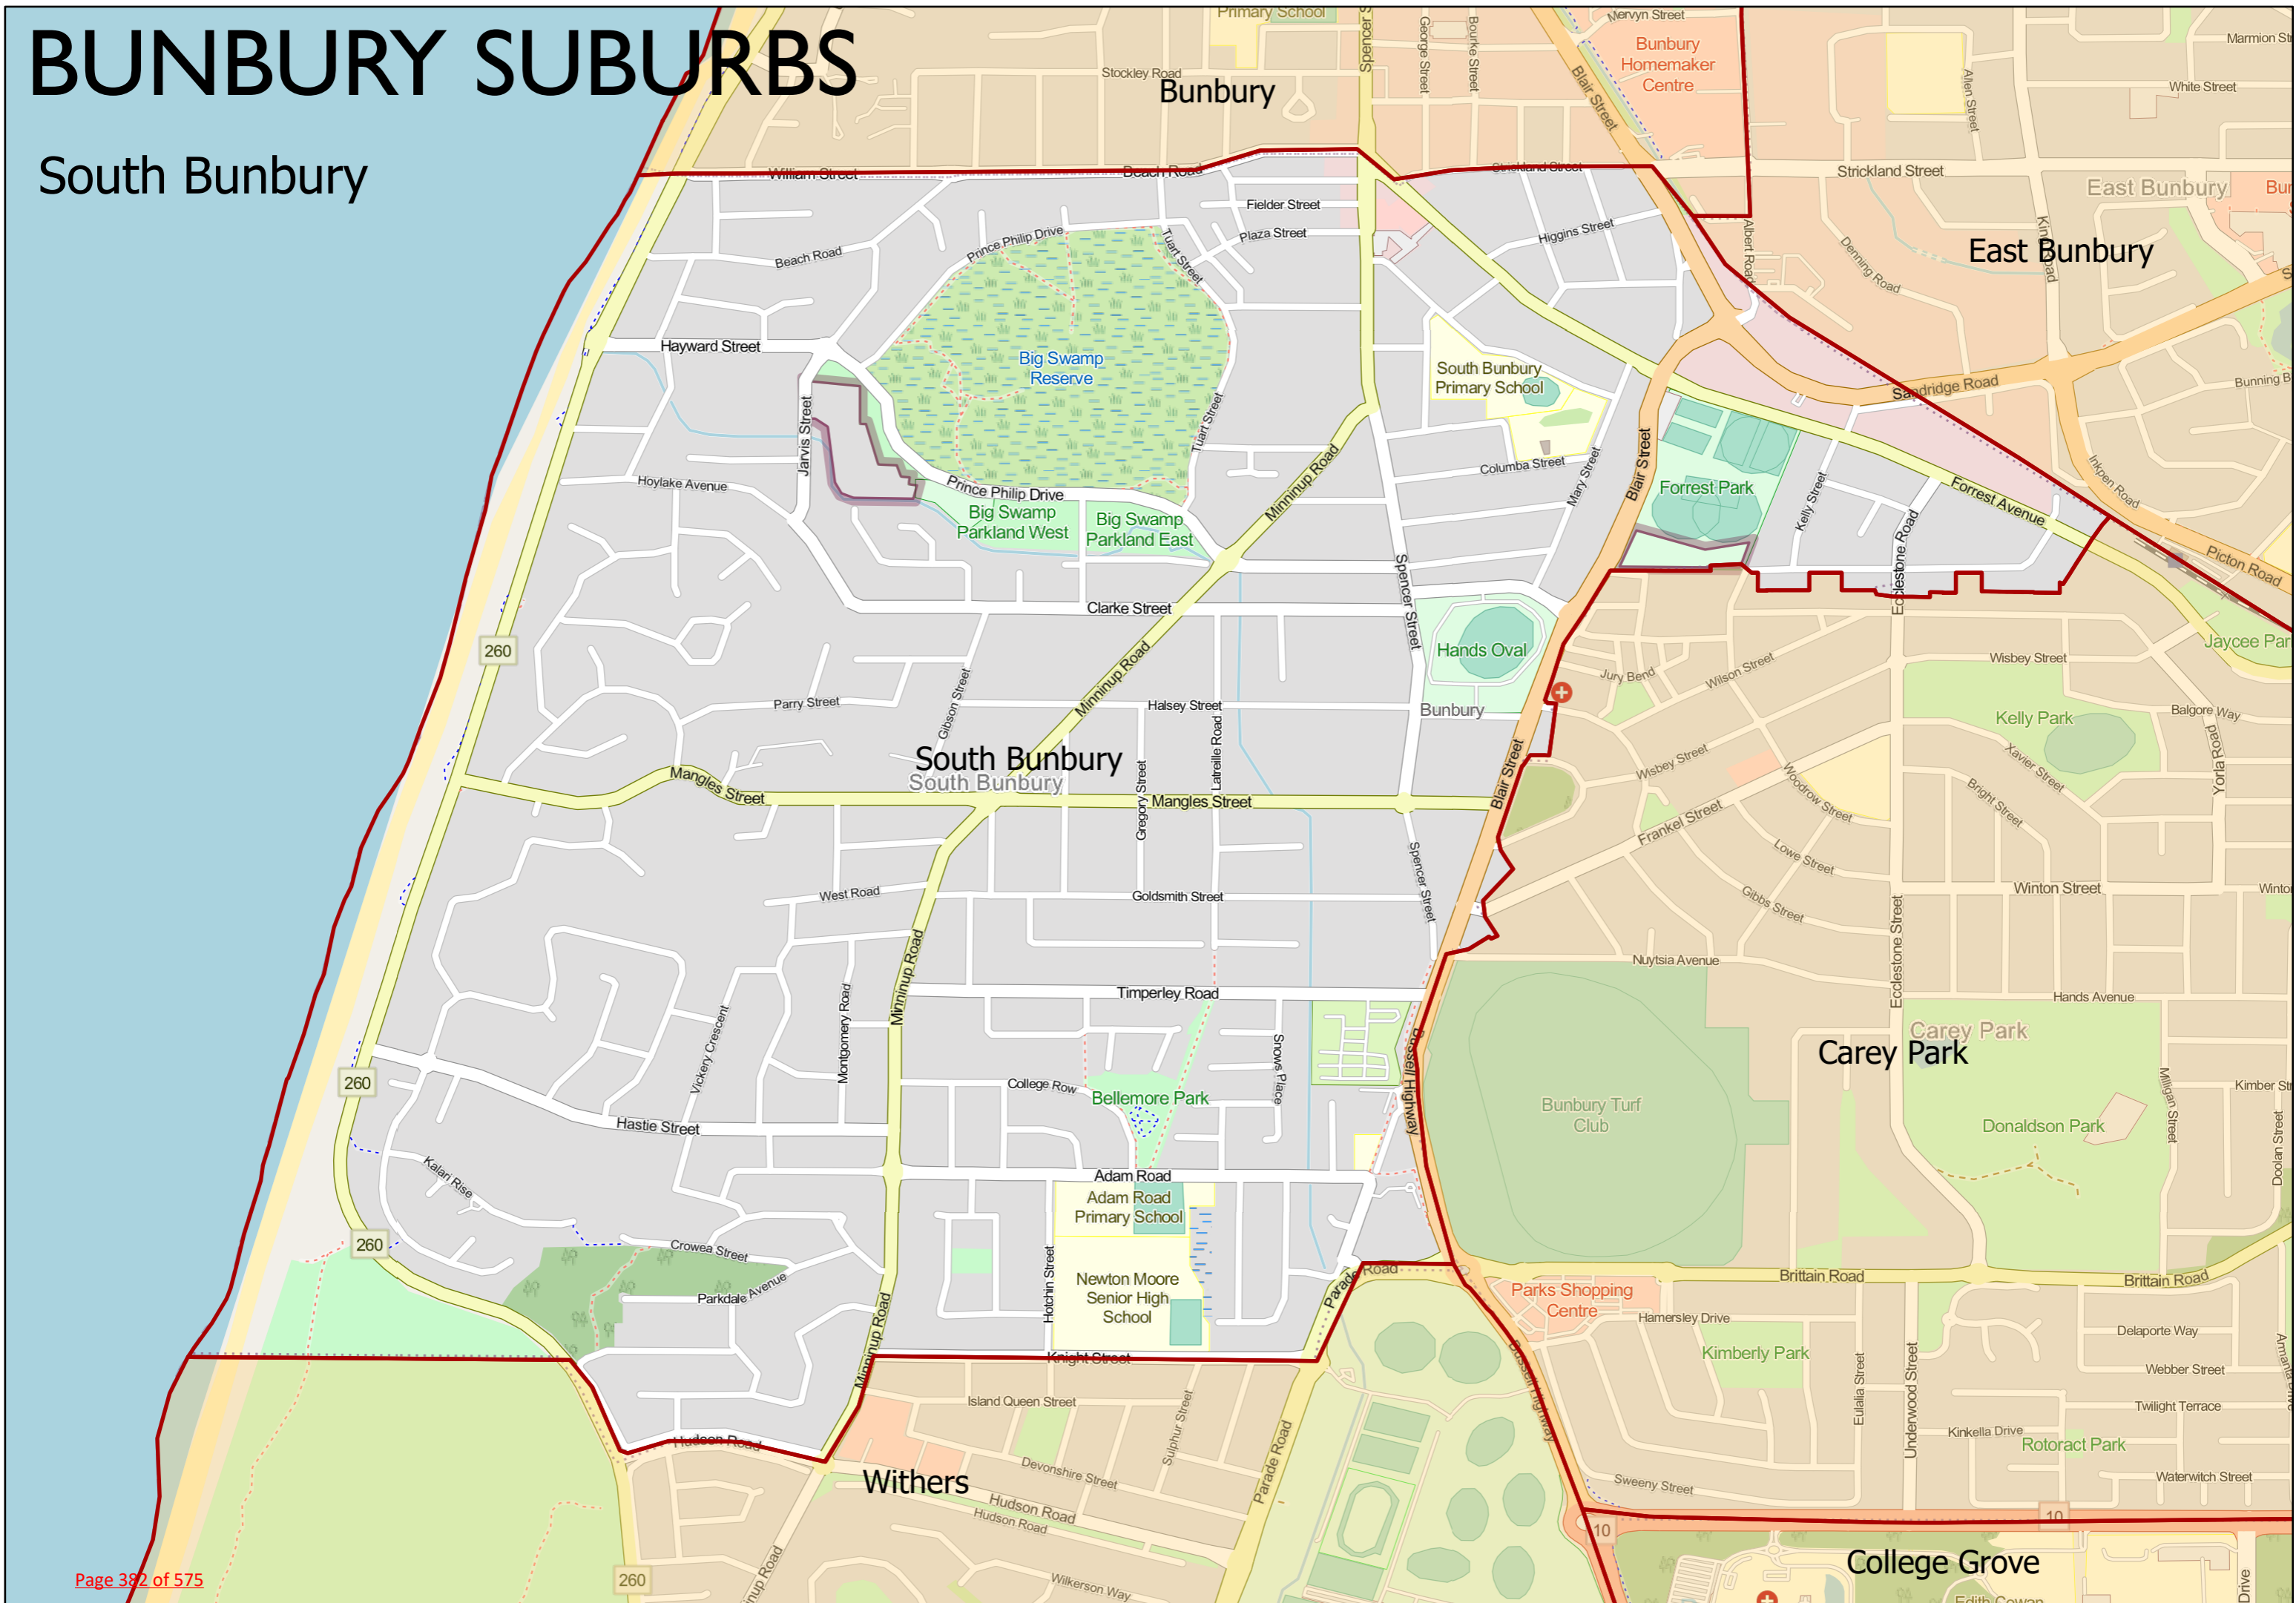 BUNBURY SUBURBS
South Bunbury
Primary School
Spencer S
George Street
Bourke Street
Mervyn Street
Bunbury
Homemaker
Centre
Blair Street
Marmion St
Allen Street
White Street
Stockley Road
Bunbury
William Street
Beach Road
Strickland Street
Strickland Street
East Bunbury
Bur
Fielder Street
Plaza Street
Higgins Street
Albert Road
Denning Road
East Bunbury
Prince Philip Drive
Tuart Street
Beach Road
Hayward Street
Big Swamp
Reserve
South Bunbury
Primary School
Sandridge Road
Bunning B
Jarvis Street
Tuart Street
Minninup Road
Columba Street
Mary Street
Blair Street
Forrest Park
Kelly Street
Ecclestone Road
Forrest Avenue
Inkpen Road
Picton Road
Hoylake Avenue
Prince Philip Drive
Big Swamp
Parkland West
Big Swamp
Parkland East
Spencer Street
Clarke Street
Hands Oval
Jaycee Par
260
Minninup Road
Jury Bend
Wilson Street
Wisbey Street
Kelly Park
Balgore Way
Yorla Road
Parry Street
Gibson Street
Halsey Street
Bunbury
Latreille Road
Gregory Street
South Bunbury
South Bunbury
Mangles Street
Mangles Street
Blair Street
Wisbey Street
Woodrow Street
Xavier Street
Bright Street
Frankel Street
Lowe Street
Gibbs Street
Winton Street
Winto
Spencer Street
West Road
Goldsmith Street
Minninup Road
Ecclestone Street
Nuytsia Avenue
Timperley Road
Hands Avenue
Carey Park
Carey Park
Vickery Crescent
Montgomery Road
Snows Place
Bussell Highway
260
College Row
Bellemore Park
Bunbury Turf
Club
Donaldson Park
Milligan Street
Kimber St
Doolan Street
Hastie Street
Kalari Rise
Adam Road
Adam Road
Primary School
260
Crowea Street
Parkdale Avenue
Hotchin Street
Newton Moore
Senior High
School
Parade Road
Parks Shopping
Centre
Brittain Road
Brittain Road
Hamersley Drive
Kimberly Park
Delaporte Way
Webber Street
Minninup Road
Knight Street
Bussell Highway
Eulalia Street
Underwood Street
Island Queen Street
Sulphur Street
Twilight Terrace
Kinkella Drive
Rotoract Park
Hudson Road
Parade Road
Withers
Devonshire Street
Hudson Road
Hudson Road
Sweeny Street
Waterwitch Street
10
10
College Grove
Page 382 of 575
260
nup Road
Wilkerson Way
Edith Cowan
Drive